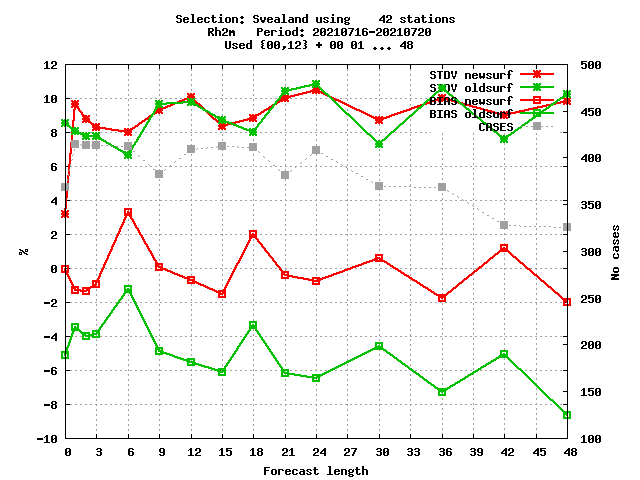 Selection: Svealand using     42 stations
Rh2m   Period: 20210716-20210720
Used {00,12} + 00 01 ... 48
STDV newsurf
STDV oldsurf
BIAS newsurf
BIAS oldsurf
CASES
12
10
8
6
4
2
0
-2
-4
-6
-8
-10
%
500
450
400
350
300
250
200
150
100
No cases
0 3 6 9 12 15 18 21 24 27 30 33 36 39 42 45 48
Forecast length